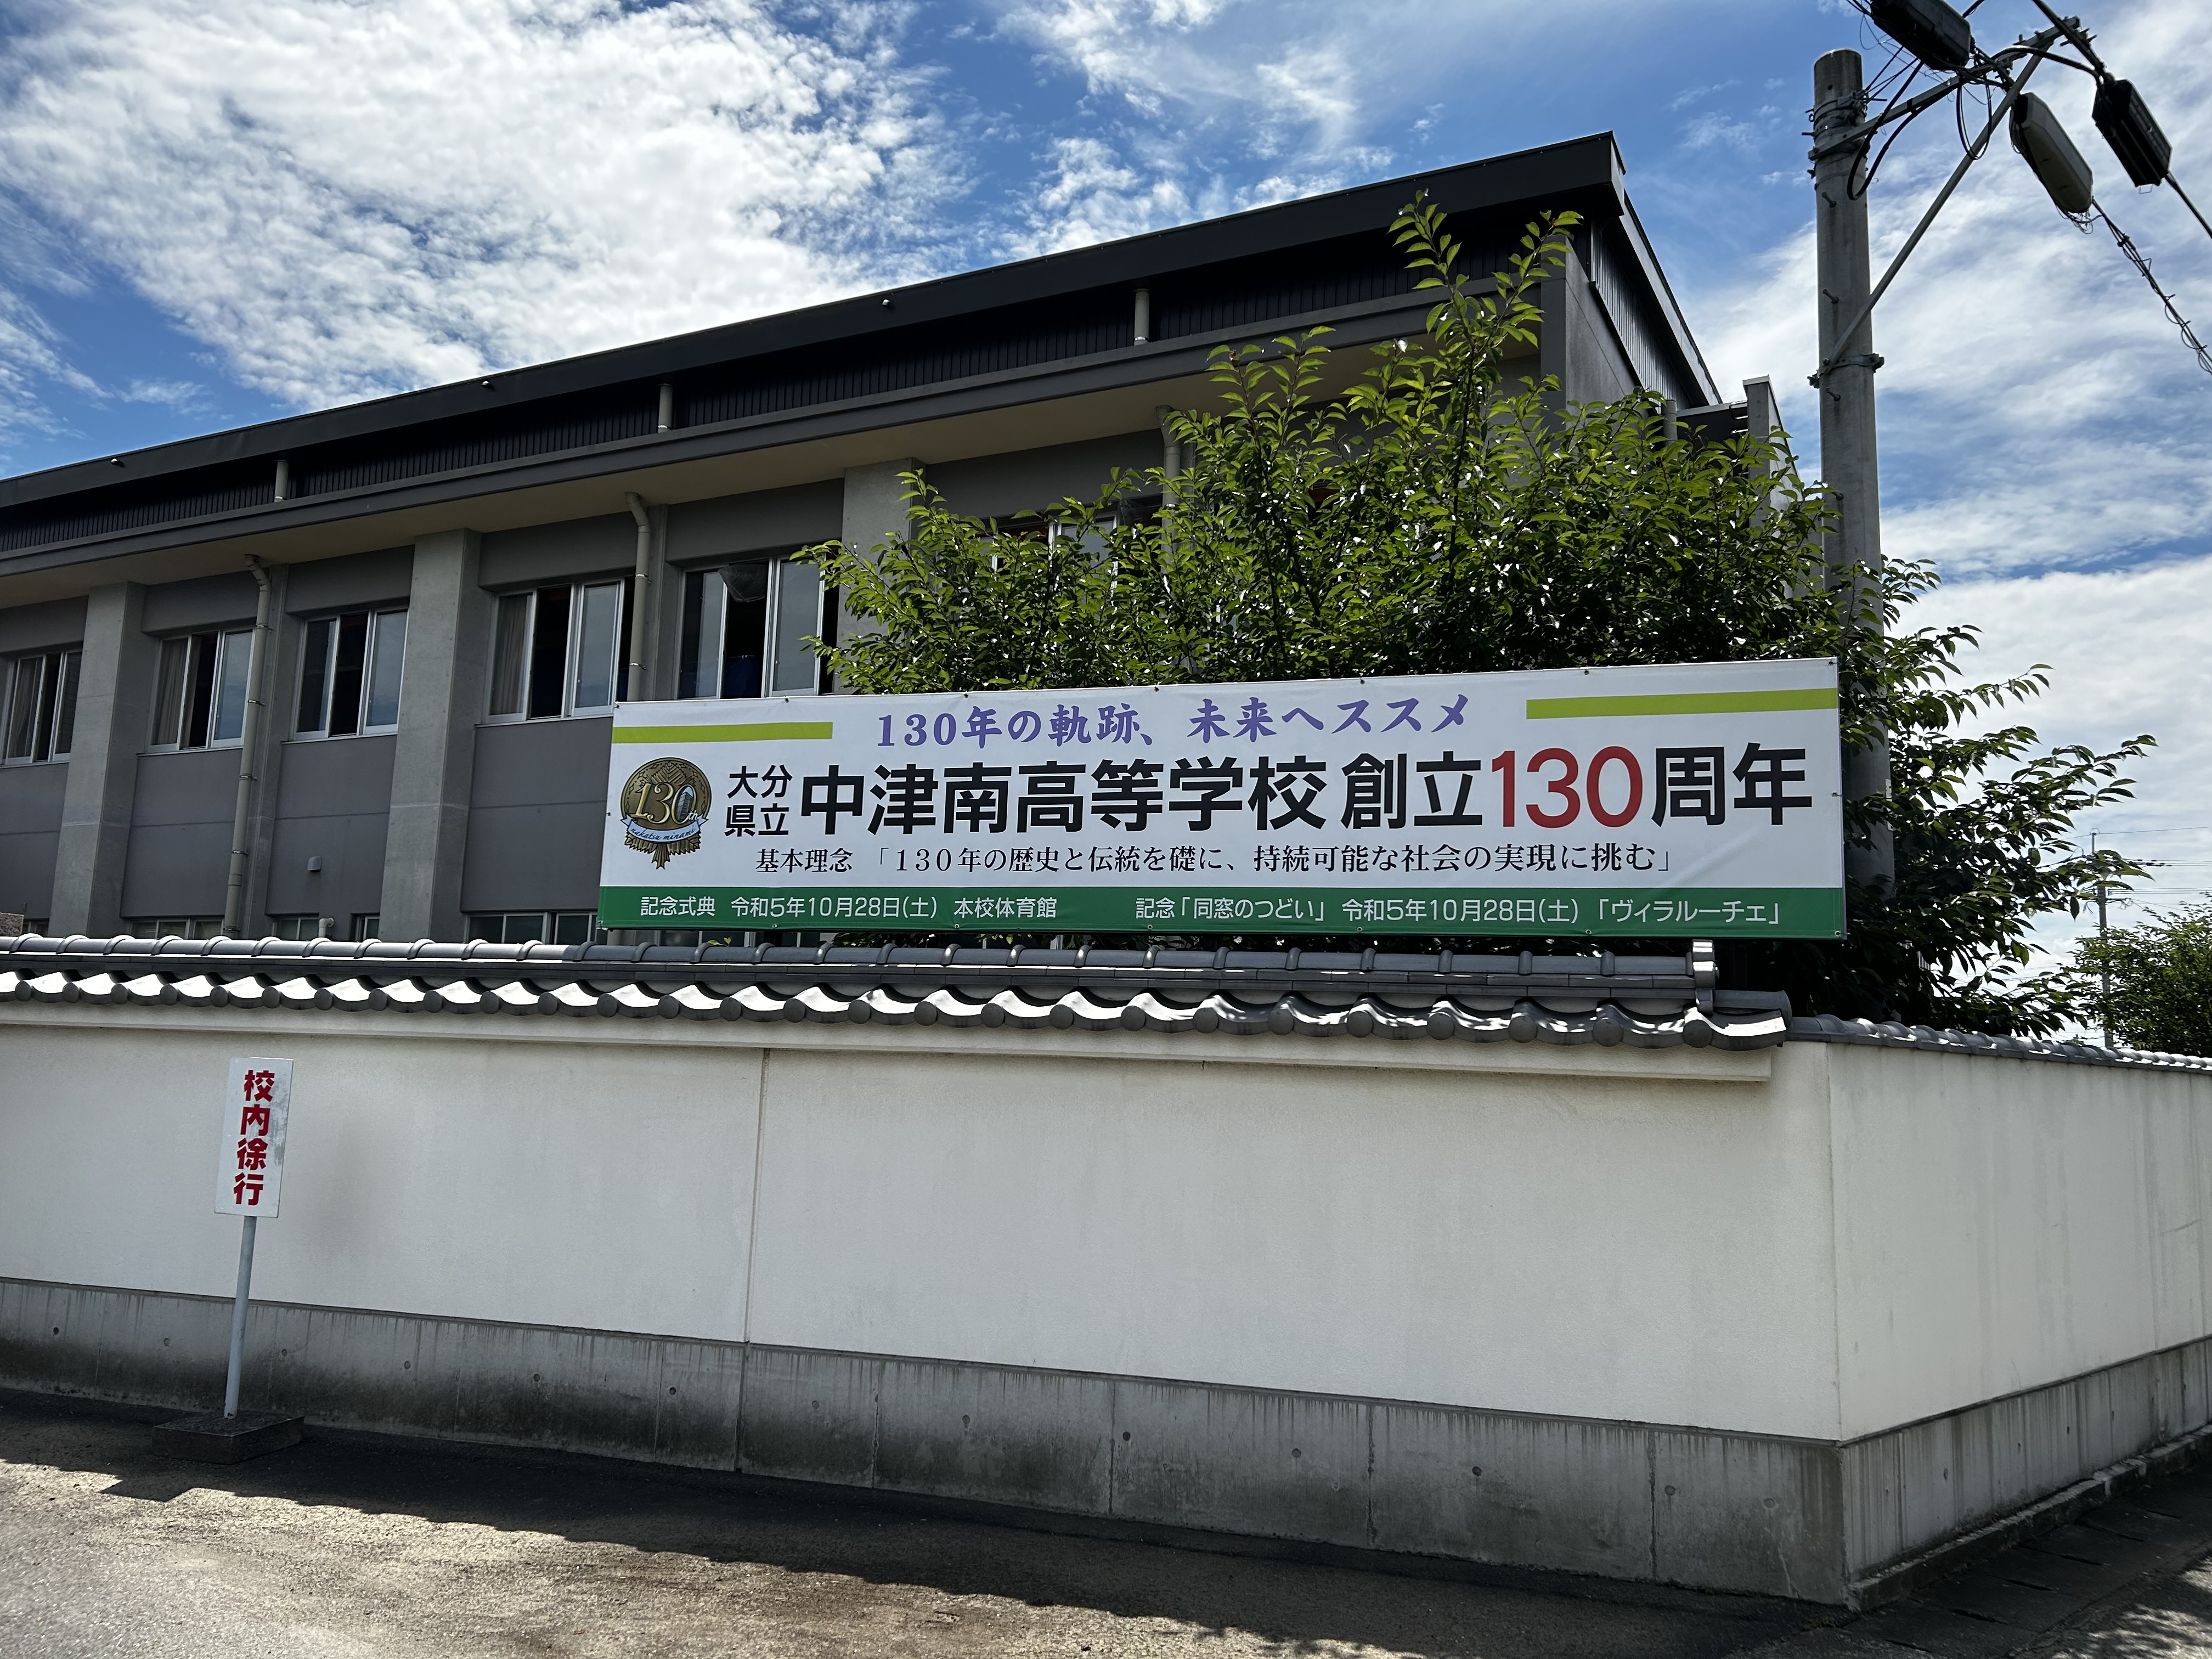 130年の軌跡、未来へススメ
130th
nakatsu minami
大分県立 中津南高等学校 創立130周年
基本理念 「130年の歴史と伝統を礎に、持続可能な社会の実現に挑む」
記念式典 令和5年10月28日(土) 本校体育館 記念「同窓のつどい」 令和5年10月28日(土) 「ヴィラルーチェ」
校内徐行